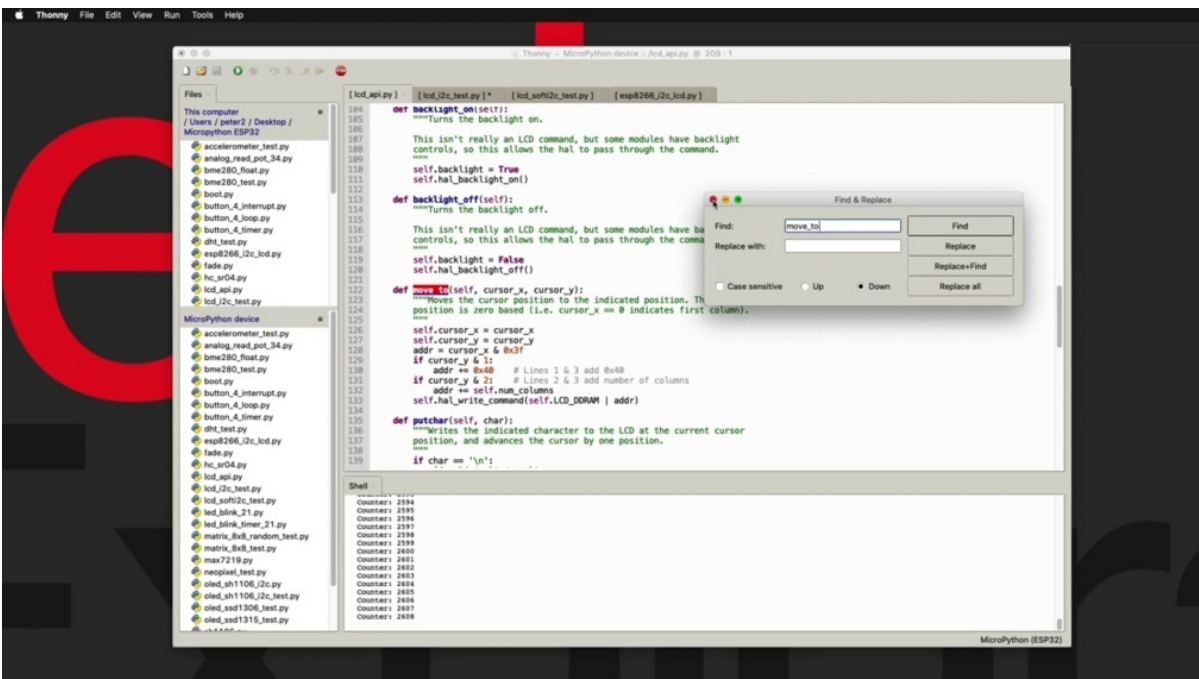 Thonny File Edit View Run Tools Help
Thonny - MicroPython device :: /lcd_api.py @ 209 : 1
Files
This computer
/ Users / peter2 / Desktop /
Micropython ESP32
accelerometer_test.py
analog_read_pot_34.py
bme280_float.py
bme280_test.py
boot.py
button_4_interrupt.py
button_4_loop.py
button_4_timer.py
dht_test.py
esp8266_i2c_lcd.py
fade.py
hc_sr04.py
lcd_api.py
lcd_i2c_test.py
MicroPython device
accelerometer_test.py
analog_read_pot_34.py
bme280_float.py
bme280_test.py
boot.py
button_4_interrupt.py
button_4_loop.py
button_4_timer.py
dht_test.py
esp8266_i2c_lcd.py
fade.py
hc_sr04.py
lcd_api.py
lcd_i2c_test.py
lcd_softi2c_test.py
led_blink_21.py
led_blink_timer_21.py
matrix_8x8_random_test.py
matrix_8x8_test.py
max7219.py
neopixel_test.py
oled_sh1106_i2c.py
oled_sh1106_i2c_test.py
oled_ssd1306_test.py
oled_ssd1315_test.py
[ lcd_api.py ] [ lcd_i2c_test.py ] * [ lcd_softi2c_test.py ] [ esp8266_i2c_lcd.py ]
104 def backlight_on(self):
105 """Turns the backlight on.
106
107 This isn't really an LCD command, but some modules have backlight
108 controls, so this allows the hal to pass through the command.
109 """
110 self.backlight = True
111 self.hal_backlight_on()
112
113 def backlight_off(self):
114 """Turns the backlight off.
115
116 This isn't really an LCD command, but some modules have ba
117 controls, so this allows the hal to pass through the comma
118 """
119 self.backlight = False
120 self.hal_backlight_off()
121
122 def move_to(self, cursor_x, cursor_y):
123 """Moves the cursor position to the indicated position. Th
124 position is zero based (i.e. cursor_x == 0 indicates first column).
125 """
126 self.cursor_x = cursor_x
127 self.cursor_y = cursor_y
128 addr = cursor_x & 0x3f
129 if cursor_y & 1:
130 addr += 0x40 # Lines 1 & 3 add 0x40
131 if cursor_y & 2: # Lines 2 & 3 add number of columns
132 addr += self.num_columns
133 self.hal_write_command(self.LCD_DDRAM | addr)
134
135 def putchar(self, char):
136 """Writes the indicated character to the LCD at the current cursor
137 position, and advances the cursor by one position.
138 """
139 if char == '\n':
Find & Replace
Find: move_to Find
Replace with: Replace
Replace+Find
Case sensitive Up Down Replace all
Shell
Counter: 2593
Counter: 2594
Counter: 2595
Counter: 2596
Counter: 2597
Counter: 2598
Counter: 2599
Counter: 2600
Counter: 2601
Counter: 2602
Counter: 2603
Counter: 2604
Counter: 2605
Counter: 2606
Counter: 2607
Counter: 2608
MicroPython (ESP32)